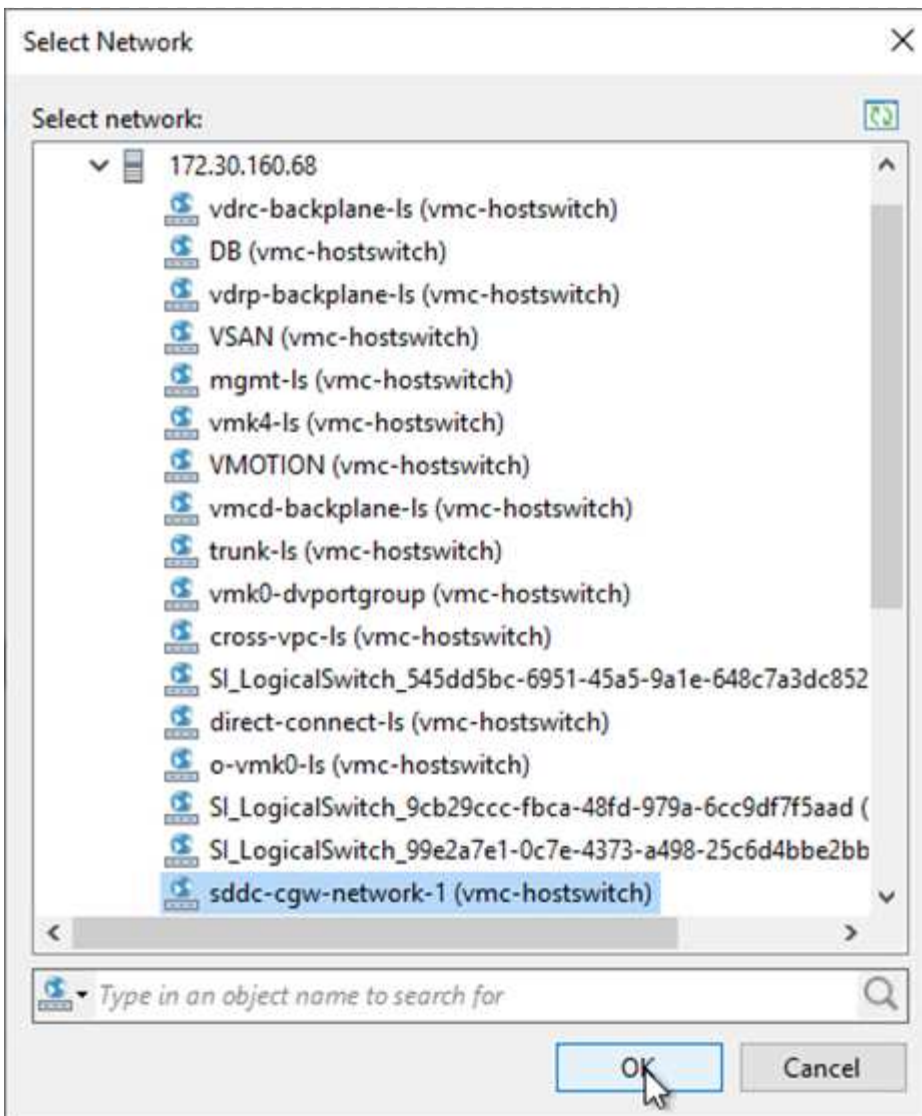 Select Network
Select network:
172.30.160.68
vdrc-backplane-ls (vmc-hostswitch)
DB (vmc-hostswitch)
vdrp-backplane-ls (vmc-hostswitch)
VSAN (vmc-hostswitch)
mgmt-ls (vmc-hostswitch)
vmk4-ls (vmc-hostswitch)
VMOTION (vmc-hostswitch)
vmcd-backplane-ls (vmc-hostswitch)
trunk-ls (vmc-hostswitch)
vmk0-dvportgroup (vmc-hostswitch)
cross-vpc-ls (vmc-hostswitch)
SI_LogicalSwitch_545dd5bc-6951-45a5-9a1e-648c7a3dc852
direct-connect-ls (vmc-hostswitch)
o-vmk0-ls (vmc-hostswitch)
SI_LogicalSwitch_9cb29ccc-fbca-48fd-979a-6cc9df7f5aad (
SI_LogicalSwitch_99e2a7e1-0c7e-4373-a498-25c6d4bbe2bb
sddc-cgw-network-1 (vmc-hostswitch)
Type in an object name to search for
OK Cancel